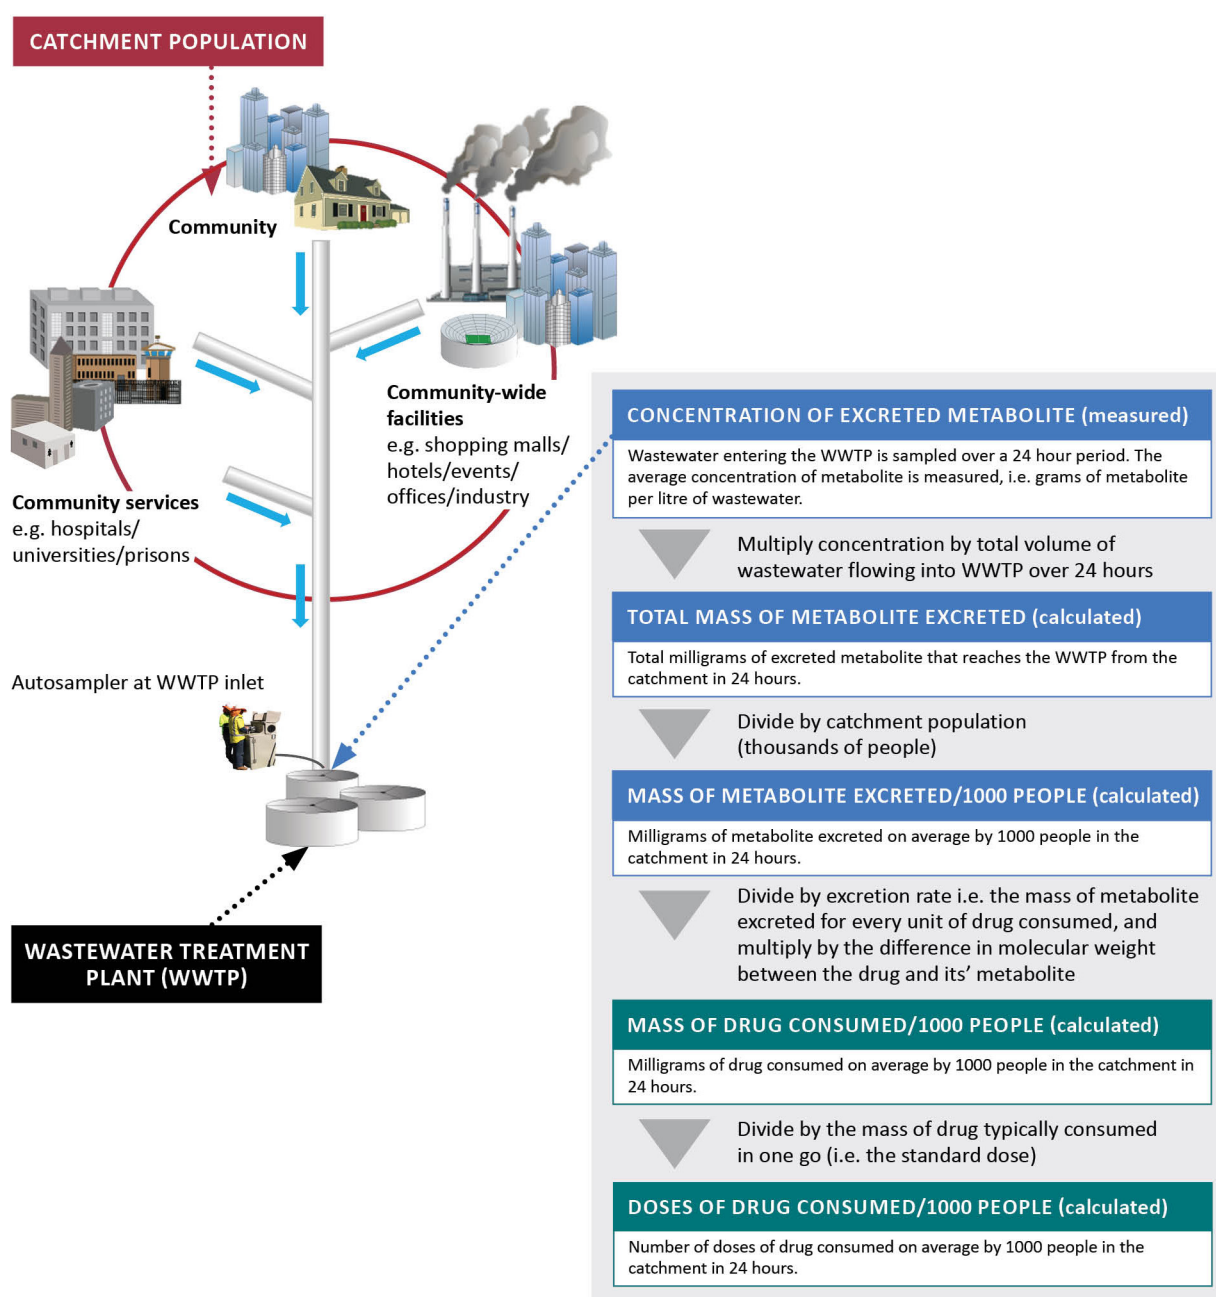 CATCHMENT POPULATION
Community
Community-wide
facilities
e.g. shopping malls/
hotels/events/
offices/industry
Community services
e.g. hospitals/
universities/prisons
Autosampler at WWTP inlet
WASTEWATER TREATMENT
PLANT (WWTP)
CONCENTRATION OF EXCRETED METABOLITE (measured)
Wastewater entering the WWTP is sampled over a 24 hour period. The
average concentration of metabolite is measured, i.e. grams of metabolite
per litre of wastewater.
Multiply concentration by total volume of
wastewater flowing into WWTP over 24 hours
TOTAL MASS OF METABOLITE EXCRETED (calculated)
Total milligrams of excreted metabolite that reaches the WWTP from the
catchment in 24 hours.
Divide by catchment population
(thousands of people)
MASS OF METABOLITE EXCRETED/1000 PEOPLE (calculated)
Milligrams of metabolite excreted on average by 1000 people in the
catchment in 24 hours.
Divide by excretion rate i.e. the mass of metabolite
excreted for every unit of drug consumed, and
multiply by the difference in molecular weight
between the drug and its’ metabolite
MASS OF DRUG CONSUMED/1000 PEOPLE (calculated)
Milligrams of drug consumed on average by 1000 people in the catchment in
24 hours.
Divide by the mass of drug typically consumed
in one go (i.e. the standard dose)
DOSES OF DRUG CONSUMED/1000 PEOPLE (calculated)
Number of doses of drug consumed on average by 1000 people in the
catchment in 24 hours.